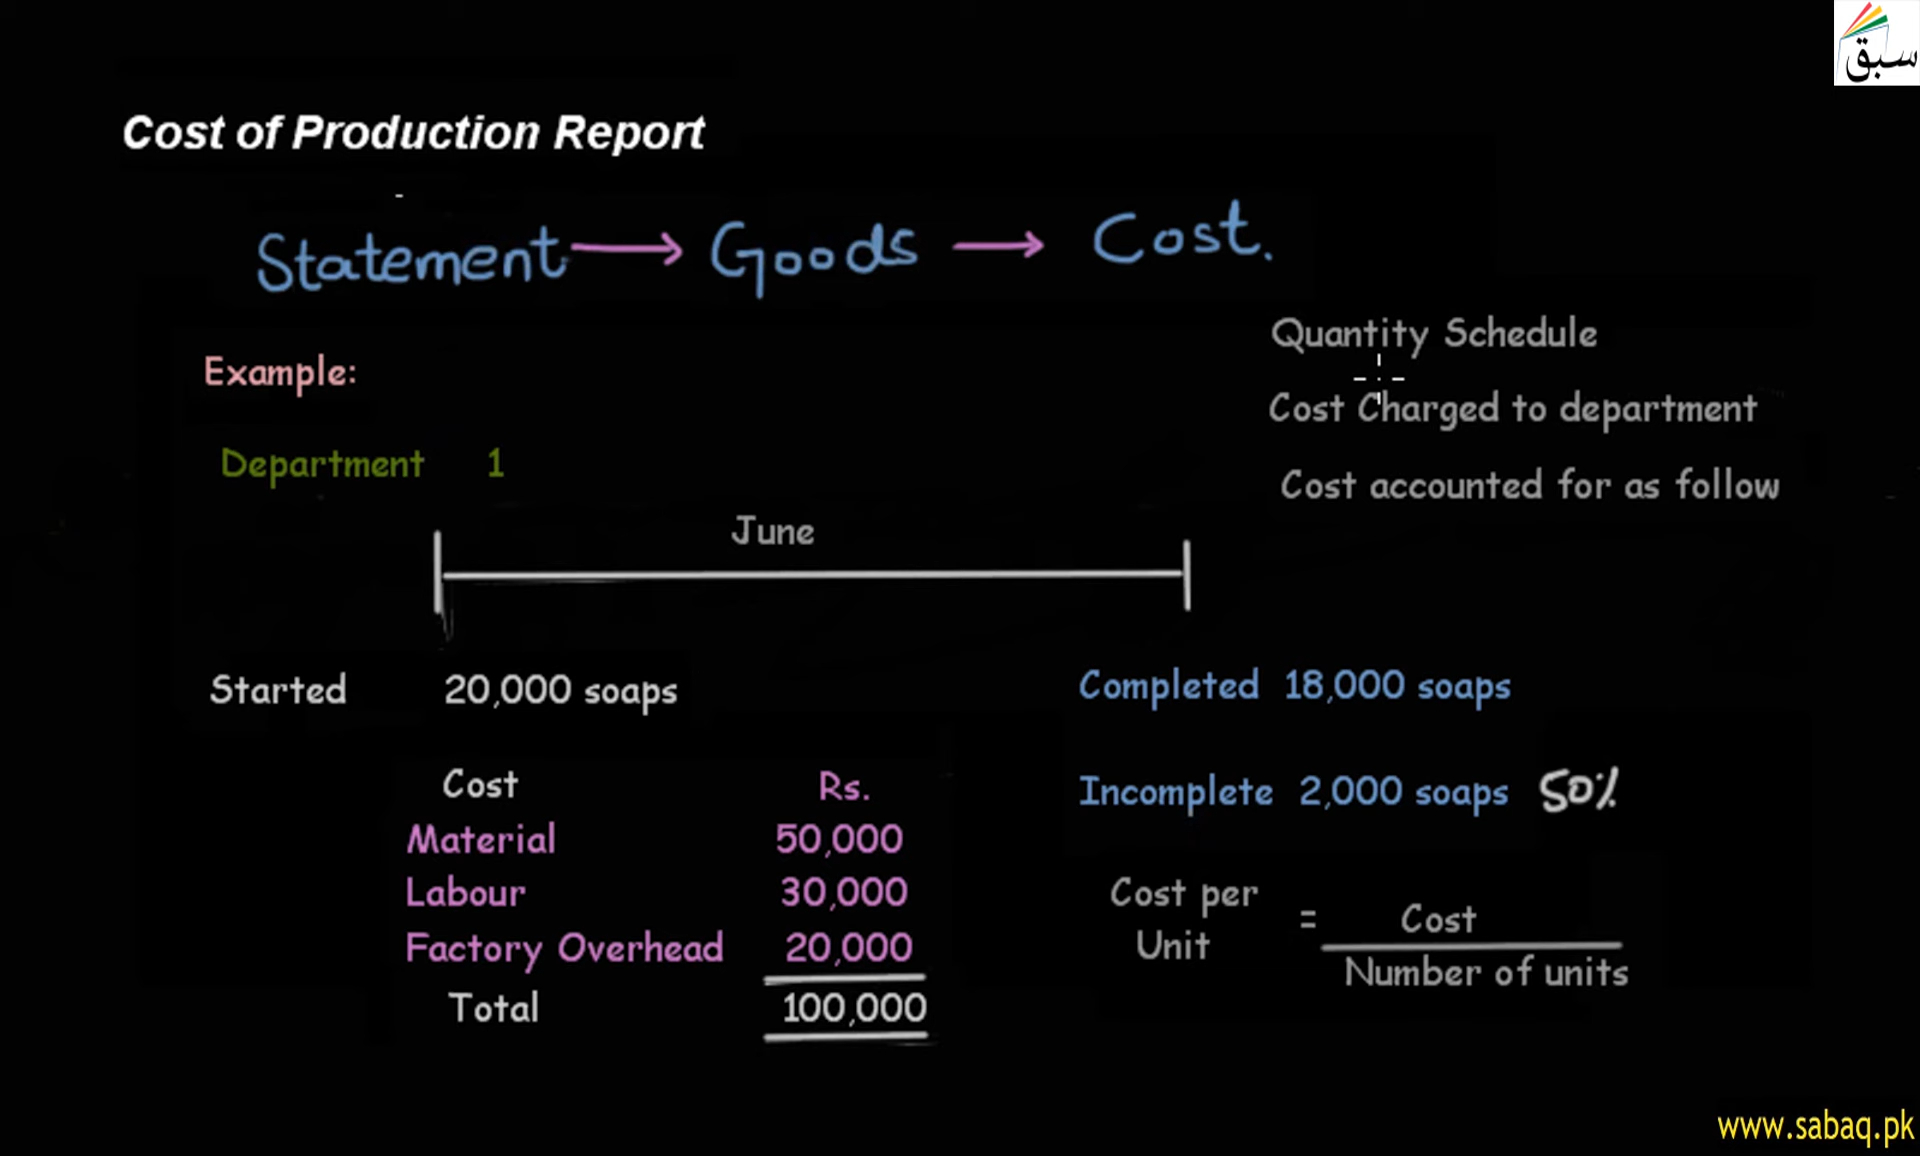 سبق
Cost of Production Report
Statement → Goods → Cost.
Quantity Schedule
Example:
Cost Charged to department
Department 1
Cost accounted for as follow
June
Started 20,000 soaps
Completed 18,000 soaps
Cost Rs.
Incomplete 2,000 soaps 50%
Material 50,000
Labour 30,000
Cost per Unit = Cost / Number of units
Factory Overhead 20,000
Total 100,000
www.sabaq.pk